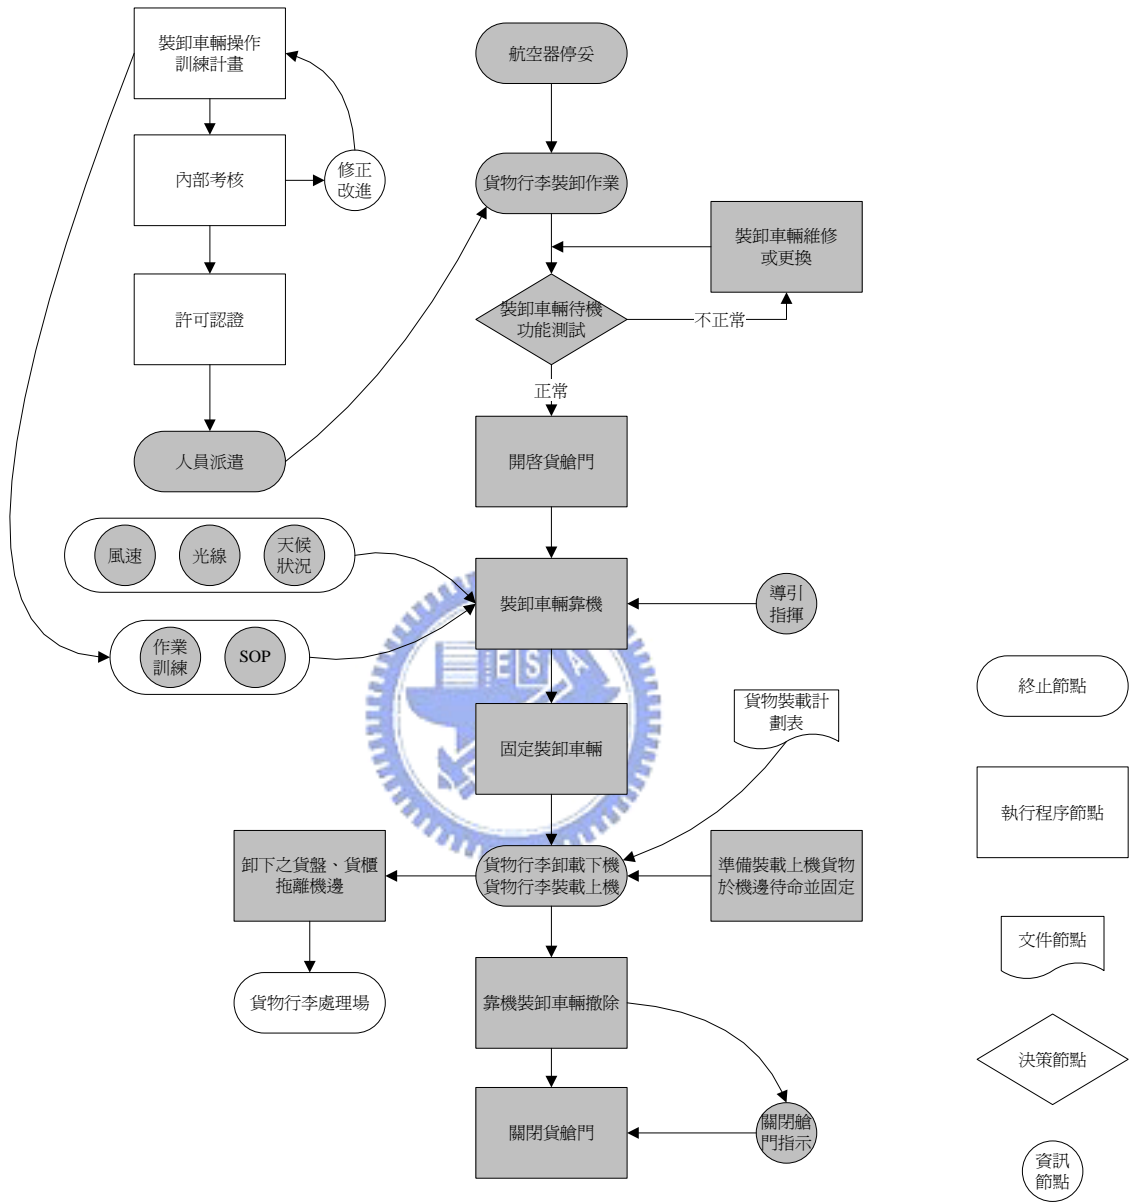 裝卸車輛操作
訓練計畫
內部考核
修正
改進
許可認證
人員派遣
風速
光線
天候
狀況
作業
訓練
SOP
航空器停妥
貨物行李裝卸作業
裝卸車輛維修
或更換
裝卸車輛待機
功能測試
不正常
正常
開啓貨艙門
裝卸車輛靠機
導引
指揮
固定裝卸車輛
貨物裝載計
劃表
卸下之貨盤、貨櫃
拖離機邊
貨物行李卸載下機
貨物行李裝載上機
準備裝載上機貨物
於機邊待命並固定
貨物行李處理場
靠機裝卸車輛撤除
關閉貨艙門
關閉艙
門指示
終止節點
執行程序節點
文件節點
決策節點
資訊
節點
E S A